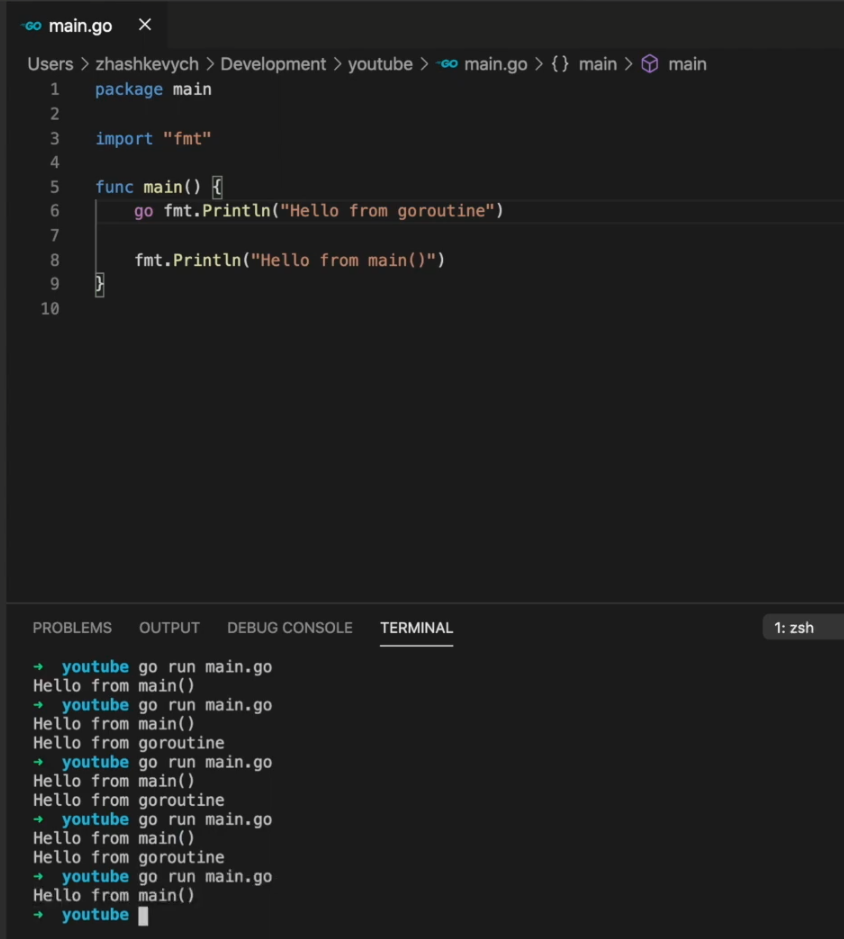 GO main.go ×
Users > zhashkevych > Development > youtube > GO main.go > {} main > main
1 package main
2
3 import "fmt"
4
5 func main() {
6 go fmt.Println("Hello from goroutine")
7
8 fmt.Println("Hello from main()")
9 }
10
PROBLEMS OUTPUT DEBUG CONSOLE TERMINAL 1: zsh
→ youtube go run main.go
Hello from main()
→ youtube go run main.go
Hello from main()
Hello from goroutine
→ youtube go run main.go
Hello from main()
Hello from goroutine
→ youtube go run main.go
Hello from main()
Hello from goroutine
→ youtube go run main.go
Hello from main()
→ youtube